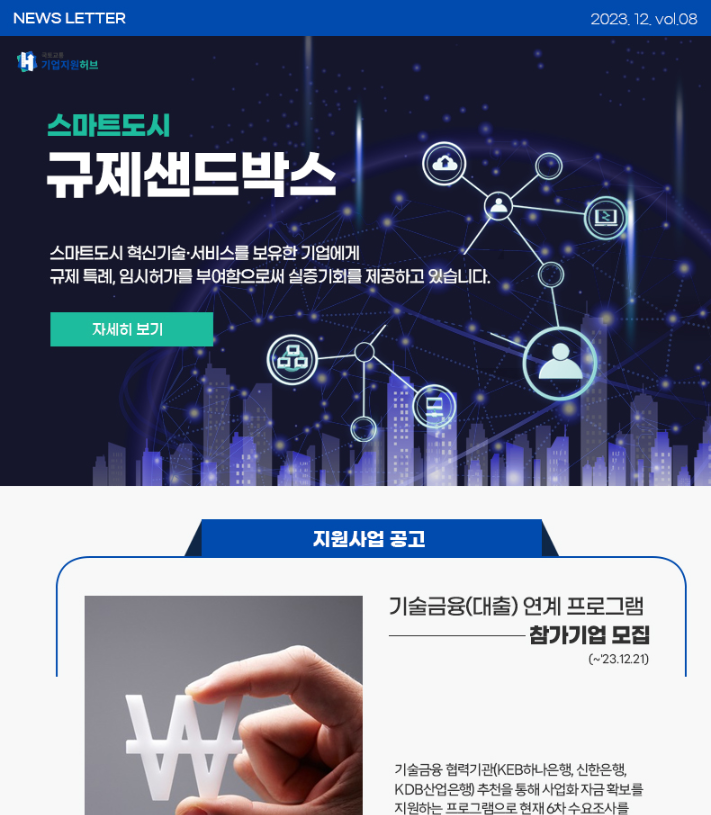 NEWS LETTER
2023. 12. vol.08
국토교통
기업지원허브
스마트도시
규제샌드박스
스마트도시 혁신기술·서비스를 보유한 기업에게
규제 특례, 임시허가를 부여함으로써 실증기회를 제공하고 있습니다.
자세히 보기
지원사업 공고
기술금융(대출) 연계 프로그램
참가기업 모집
(~'23.12.21)
기술금융 협력기관(KEB하나은행, 신한은행,
KDB산업은행) 추천을 통해 사업화 자금 확보를
지원하는 프로그램으로 현재 6차 수요조사를